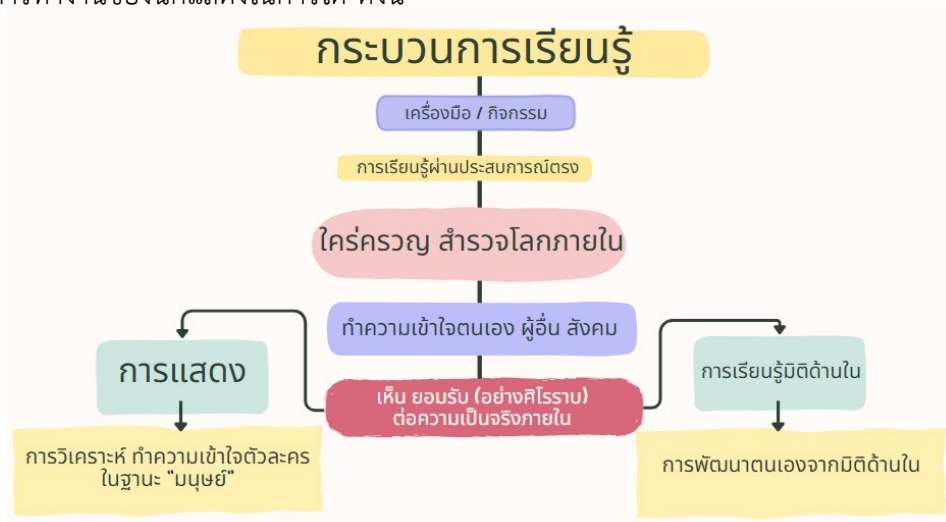 กระบวนการเรียนรู้
เครื่องมือ / กิจกรรม
การเรียนรู้ผ่านประสบการณ์ตรง
ใคร่ครวญ สำรวจโลกภายใน
ทำความเข้าใจตนเอง ผู้อื่น สังคม
เห็น ยอมรับ (อย่างศิโรราบ)
ต่อความเป็นจริงภายใน
การแสดง
การวิเคราะห์ ทำความเข้าใจตัวละคร
ในฐานะ "มนุษย์"
การเรียนรู้มิติด้านใน
การพัฒนาตนเองจากมิติด้านใน